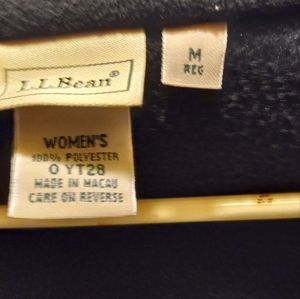 L.L.Bean®
M
REG
WOMEN'S
100% POLYESTER
0 YT28
MADE IN MACAU
CARE ON REVERSE